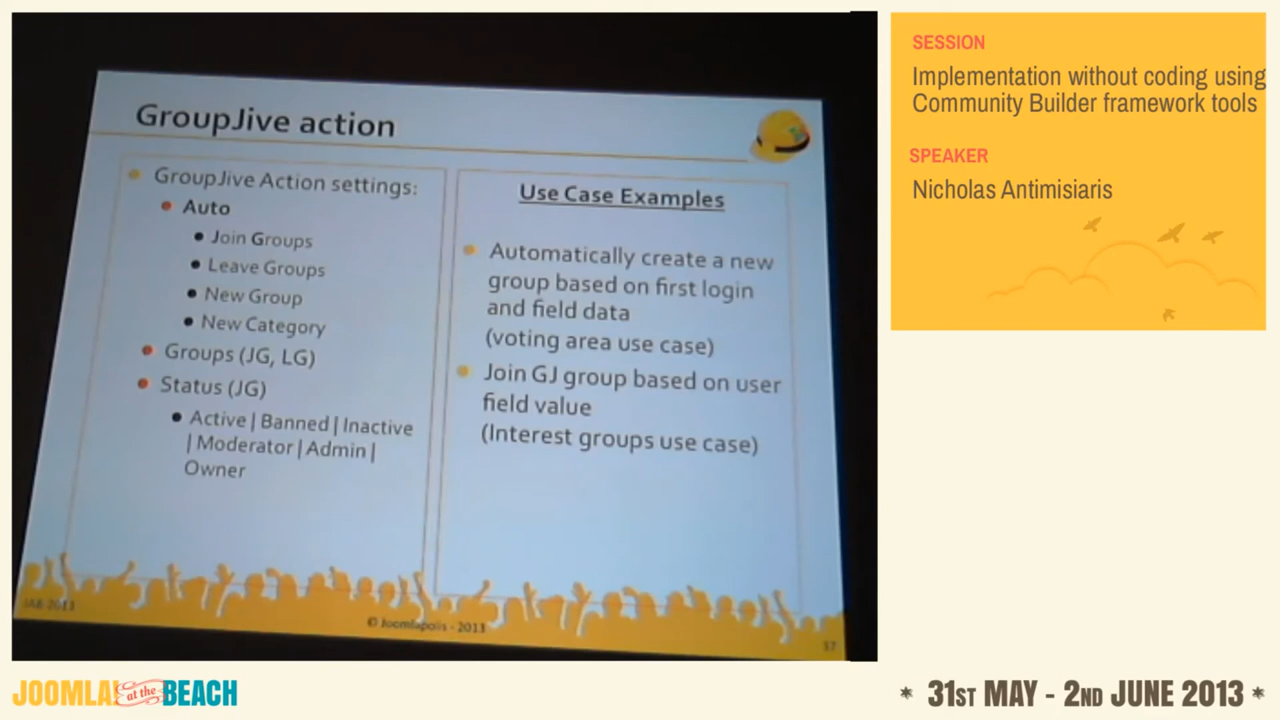 GroupJive action
GroupJive Action settings:
Auto
Join Groups
Leave Groups
New Group
New Category
Groups (JG, LG)
Status (JG)
Active | Banned | Inactive
| Moderator | Admin |
Owner
Use Case Examples
Automatically create a new
group based on first login
and field data
(voting area use case)
Join GJ group based on user
field value
(Interest groups use case)
JAB 2013
© Joomlapolis - 2013
37
SESSION
Implementation without coding using
Community Builder framework tools
SPEAKER
Nicholas Antimisiaris
JOOMLA! at the BEACH
* 31ST MAY - 2ND JUNE 2013 *